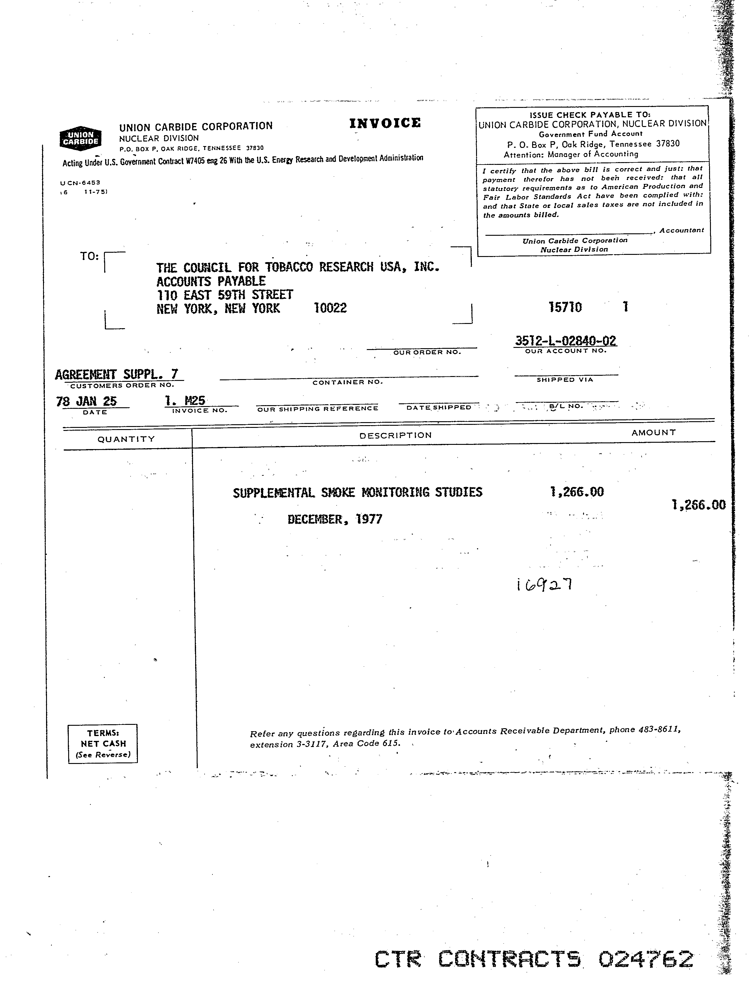 UNION
CARBIDE
UNION CARBIDE CORPORATION
NUCLEAR DIVISION
P.O. BOX P, OAK RIDGE, TENNESSEE 37830
INVOICE
Acting Under U.S. Government Contract W7405 eng 26 With the U.S. Energy Research and Development Administration
UCN-6453
(6 11-75)
ISSUE CHECK PAYABLE TO:
UNION CARBIDE CORPORATION, NUCLEAR DIVISION
Government Fund Account
P. O. Box P, Oak Ridge, Tennessee 37830
Attention: Manager of Accounting
I certify that the above bill is correct and just; that
payment therefor has not been received; that all
statutory requirements as to American Production and
Fair Labor Standards Act have been complied with;
and that State or local sales taxes are not included in
the amounts billed.
, Accountant
Union Carbide Corporation
Nuclear Division
TO:
THE COUNCIL FOR TOBACCO RESEARCH USA, INC.
ACCOUNTS PAYABLE
110 EAST 59TH STREET
NEW YORK, NEW YORK 10022
15710 1
OUR ORDER NO.
3512-L-02840-02
OUR ACCOUNT NO.
AGREEMENT SUPPL. 7
CUSTOMERS ORDER NO.
CONTAINER NO.
SHIPPED VIA
78 JAN 25
DATE
1. M25
INVOICE NO.
OUR SHIPPING REFERENCE
DATE SHIPPED
B/L NO.
QUANTITY DESCRIPTION AMOUNT
SUPPLEMENTAL SMOKE MONITORING STUDIES 1,266.00
1,266.00
DECEMBER, 1977
16927
TERMS:
NET CASH
(See Reverse)
Refer any questions regarding this invoice to Accounts Receivable Department, phone 483-8611,
extension 3-3117, Area Code 615.
CTR CONTRACTS 024762